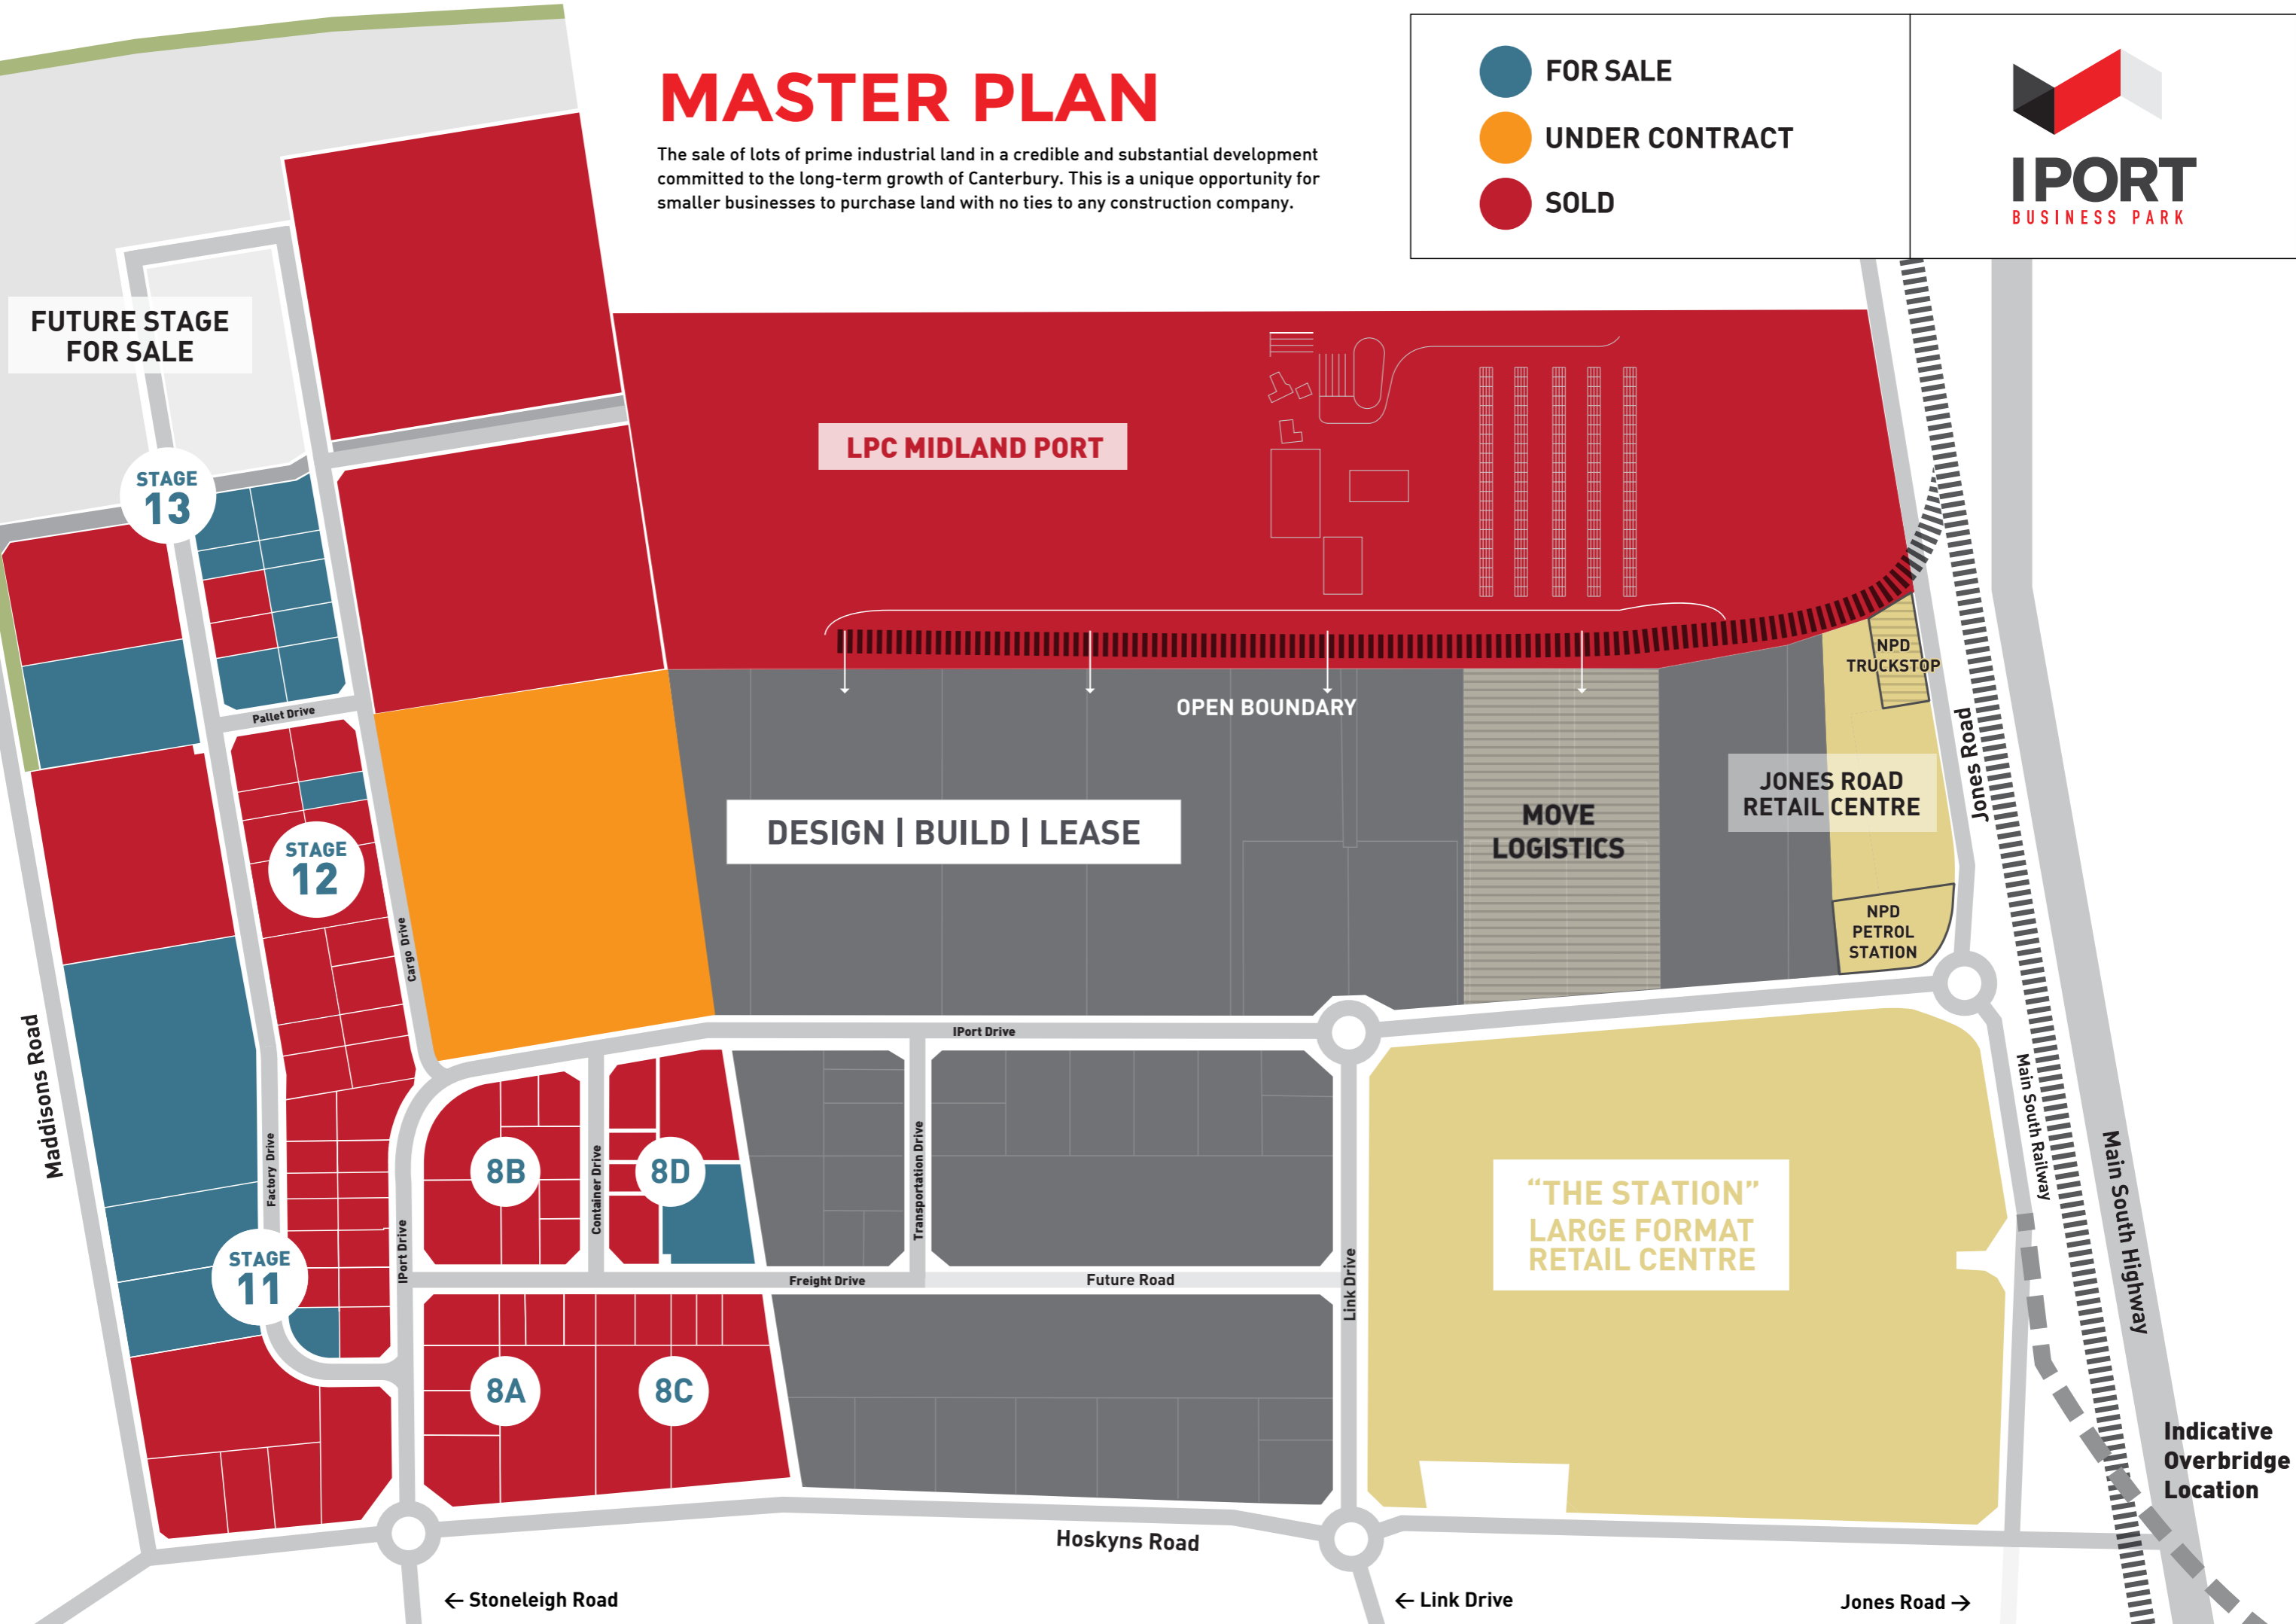 MASTER PLAN
The sale of lots of prime industrial land in a credible and substantial development
committed to the long-term growth of Canterbury. This is a unique opportunity for
smaller businesses to purchase land with no ties to any construction company.
FOR SALE
UNDER CONTRACT
SOLD
IPORT
BUSINESS PARK
FUTURE STAGE
FOR SALE
LPC MIDLAND PORT
STAGE
13
NPD
TRUCKSTOP
OPEN BOUNDARY
Pallet Drive
Jones Road
JONES ROAD
RETAIL CENTRE
DESIGN | BUILD | LEASE
MOVE
LOGISTICS
STAGE
12
Cargo Drive
NPD
PETROL
STATION
IPort Drive
Maddisons Road
Factory Drive
8B
Container Drive
8D
Transportation Drive
"THE STATION"
LARGE FORMAT
RETAIL CENTRE
Main South Railway
Main South Highway
STAGE
11
IPort Drive
Freight Drive
Future Road
Link Drive
8A
8C
Indicative
Overbridge
Location
Hoskyns Road
← Stoneleigh Road
← Link Drive
Jones Road →